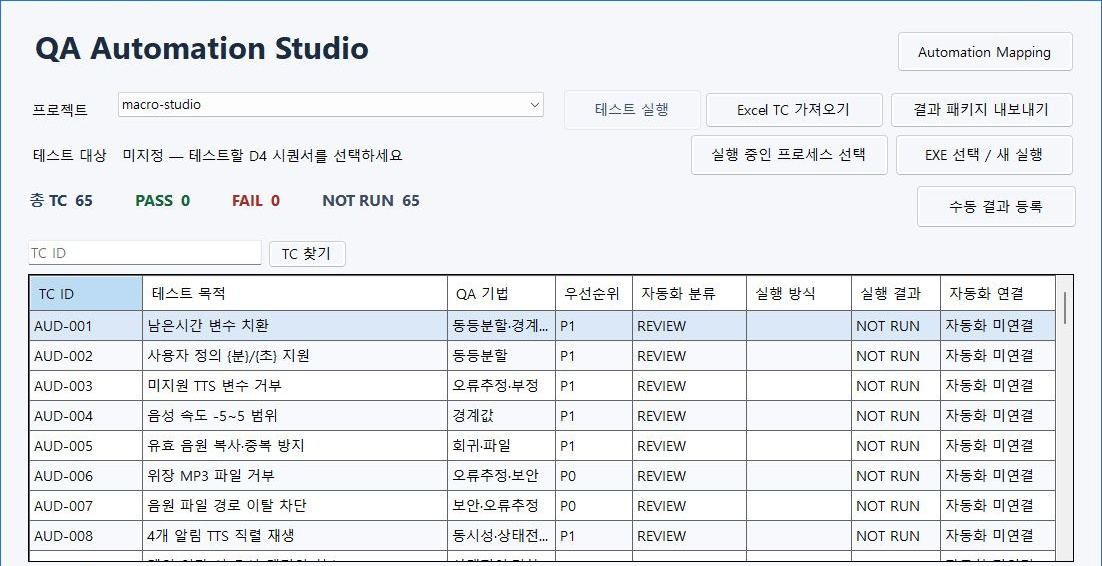 QA Automation Studio
Automation Mapping
프로젝트 macro-studio 테스트 실행 Excel TC 가져오기 결과 패키지 내보내기
테스트 대상 미지정 — 테스트할 D4 시퀀서를 선택하세요 실행 중인 프로세스 선택 EXE 선택 / 새 실행
총 TC 65 PASS 0 FAIL 0 NOT RUN 65 수동 결과 등록
TC ID TC 찾기
TC ID 테스트 목적 QA 기법 우선순위 자동화 분류 실행 방식 실행 결과 자동화 연결
AUD-001 남은시간 변수 치환 동등분할·경계... P1 REVIEW NOT RUN 자동화 미연결
AUD-002 사용자 정의 {분}/{초} 지원 동등분할 P1 REVIEW NOT RUN 자동화 미연결
AUD-003 미지원 TTS 변수 거부 오류추정·부정 P1 REVIEW NOT RUN 자동화 미연결
AUD-004 음성 속도 -5~5 범위 경계값 P1 REVIEW NOT RUN 자동화 미연결
AUD-005 유효 음원 복사·중복 방지 회귀·파일 P1 REVIEW NOT RUN 자동화 미연결
AUD-006 위장 MP3 파일 거부 오류추정·보안 P0 REVIEW NOT RUN 자동화 미연결
AUD-007 음원 파일 경로 이탈 차단 보안·오류추정 P0 REVIEW NOT RUN 자동화 미연결
AUD-008 4개 알림 TTS 직렬 재생 동시성·상태전... P1 REVIEW NOT RUN 자동화 미연결